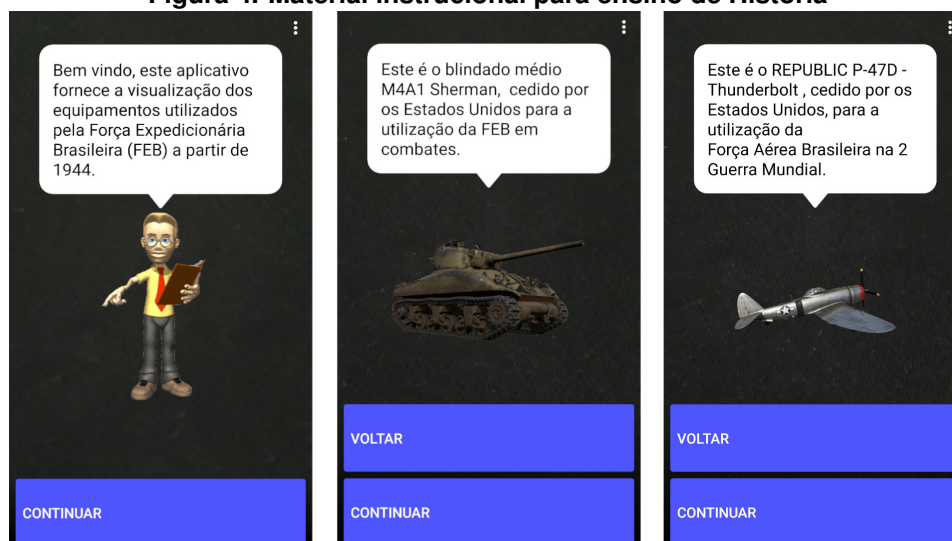 Figura 4. Material instrucional para ensino de História
Bem vindo, este aplicativo
fornece a visualização dos
equipamentos utilizados
pela Força Expedicionária
Brasileira (FEB) a partir de
1944.
CONTINUAR
Este é o blindado médio
M4A1 Sherman,  cedido por
os Estados Unidos para a
utilização da FEB em
combates.
VOLTAR
CONTINUAR
Este é o REPUBLIC P-47D -
Thunderbolt , cedido por os
Estados Unidos, para a
utilização da
Força Aérea Brasileira na 2
Guerra Mundial.
VOLTAR
CONTINUAR